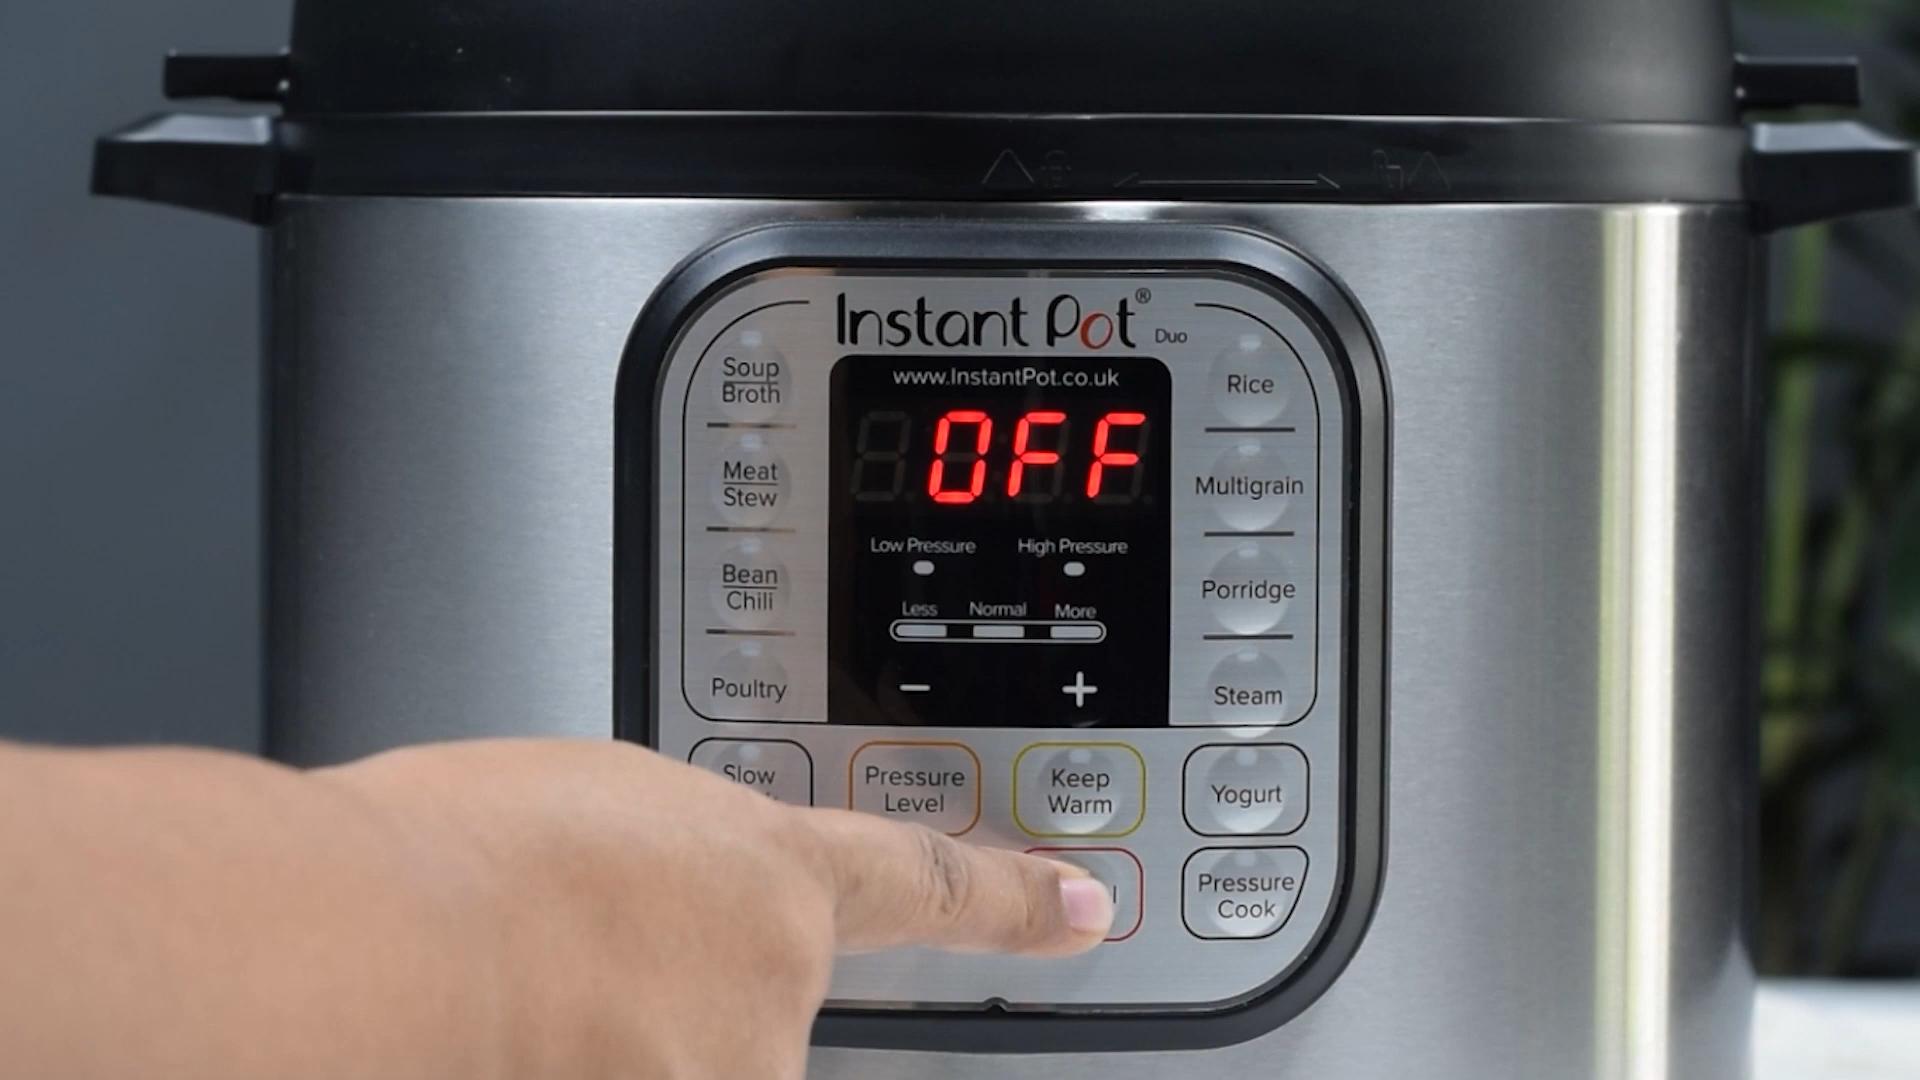 Instant Pot® Duo
www.InstantPot.co.uk
OFF
Low Pressure High Pressure
Less Normal More
− +
Soup
Broth
Meat
Stew
Bean
Chili
Poultry
Rice
Multigrain
Porridge
Steam
Slow
Pressure
Level
Keep
Warm
Yogurt
Pressure
Cook